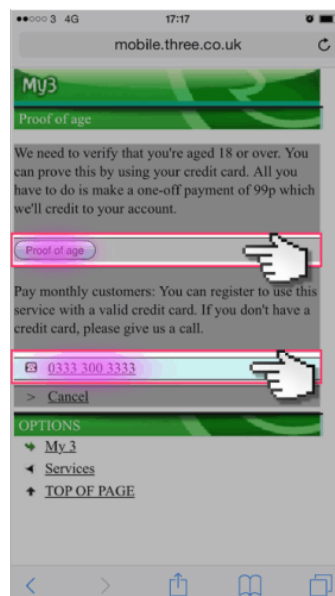 3 4G 17:17
mobile.three.co.uk
My3
Proof of age
We need to verify that you're aged 18 or over. You
can prove this by using your credit card. All you
have to do is make a one-off payment of 99p which
we'll credit to your account.
Proof of age
Pay monthly customers: You can register to use this
service with a valid credit card. If you don't have a
credit card, please give us a call.
0333 300 3333
> Cancel
OPTIONS
My 3
Services
TOP OF PAGE